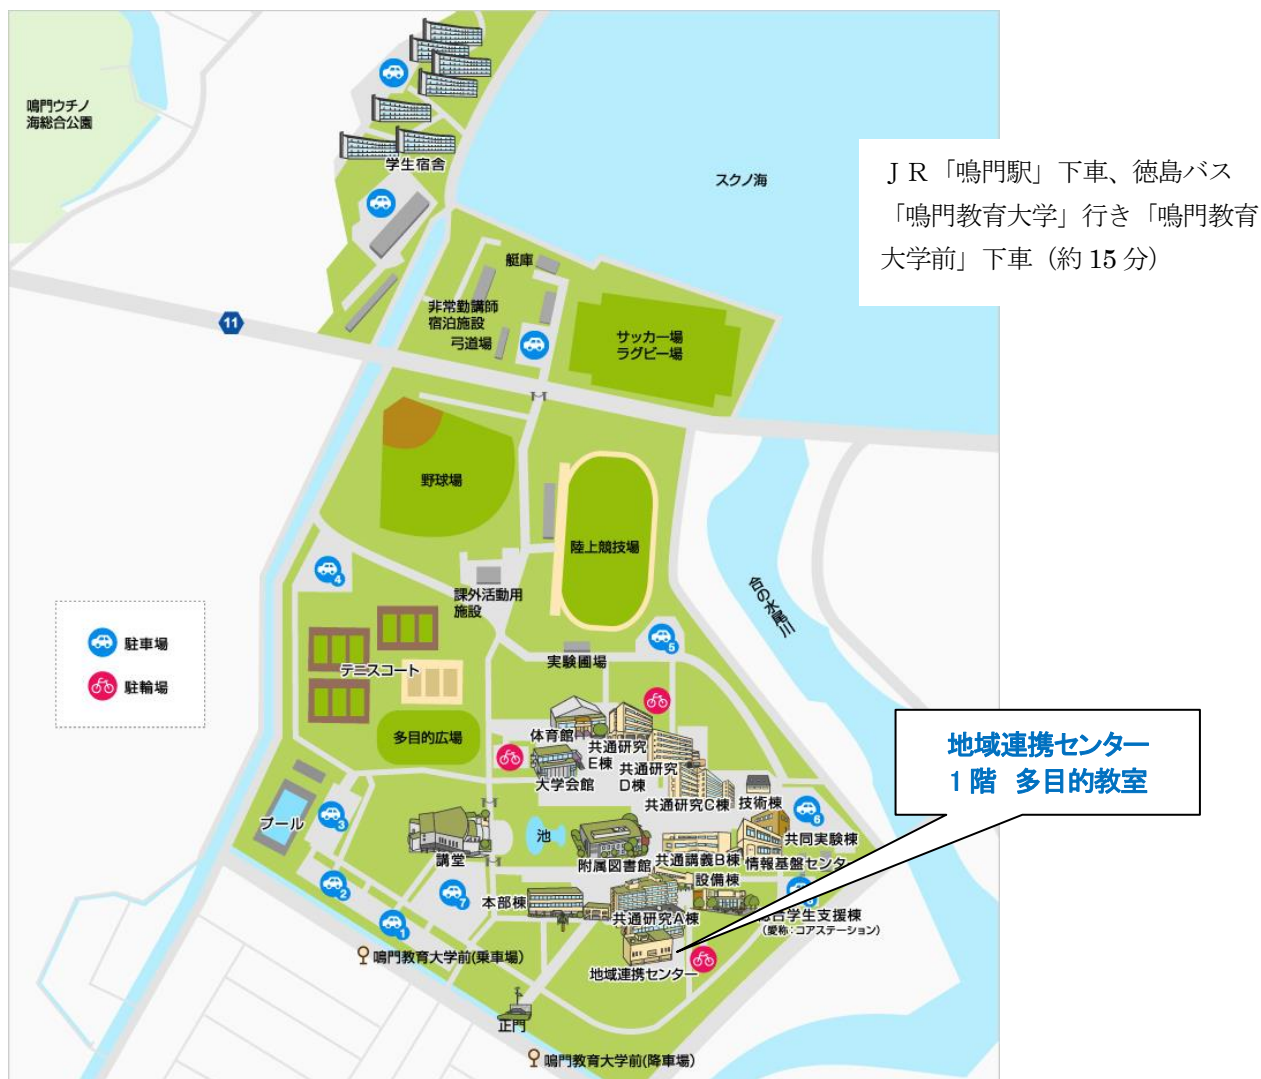 鳴門ウチノ
海総合公園
学生宿舎
スクノ海
ＪＲ「鳴門駅」下車、徳島バス
「鳴門教育大学」行き「鳴門教育
大学前」下車（約 15 分）
艇庫
非常勤講師
宿泊施設
弓道場
11
サッカー場
ラグビー場
野球場
陸上競技場
4
課外活動用
施設
合の水尾川
駐車場
駐輪場
5
実験圃場
テニスコート
多目的広場
体育館
共通研究
E棟
大学会館
共通研究
D棟
共通研究C棟
技術棟
地域連携センター
1 階 多目的教室
プール
3
6
共同実験棟
講堂
池
附属図書館
共通講義B棟
情報基盤センター
設備棟
2
7
1
本部棟
共通研究A棟
総合学生支援棟
(愛称：コアステーション)
鳴門教育大学前(乗車場)
地域連携センター
正門
鳴門教育大学前(降車場)